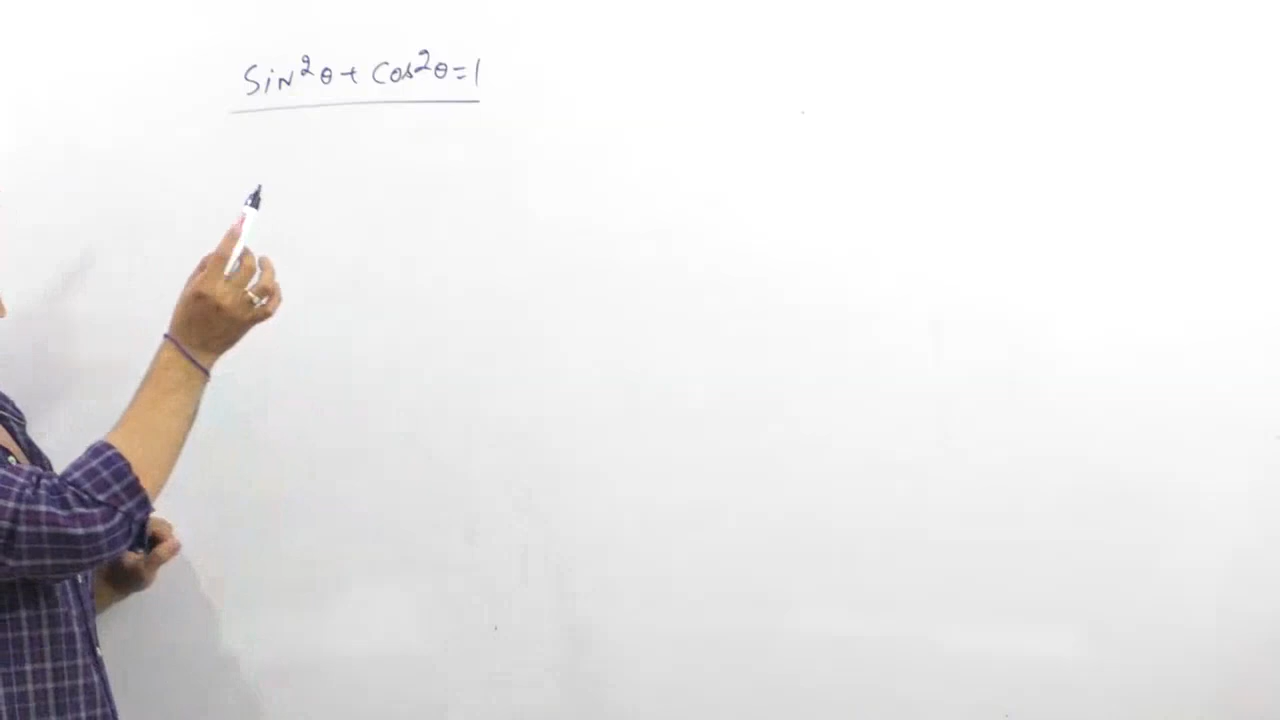 Sin²θ + Cos²θ = 1